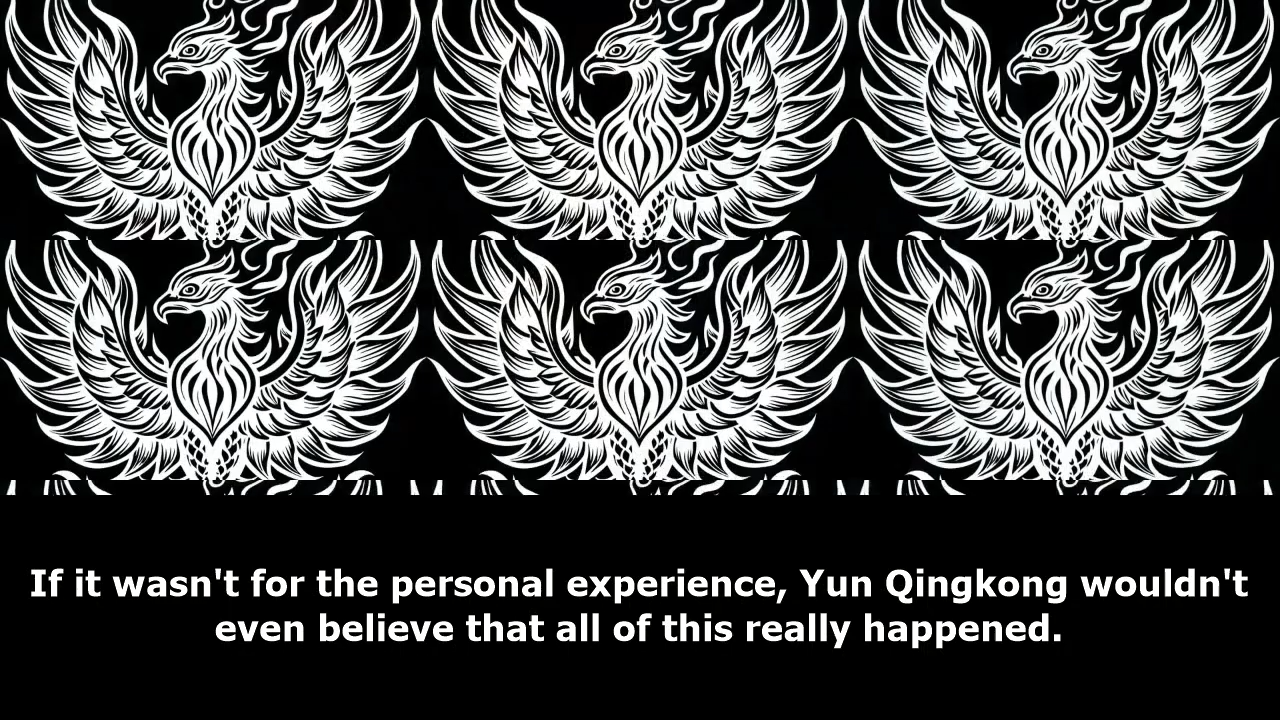 If it wasn't for the personal experience, Yun Qingkong wouldn't
even believe that all of this really happened.